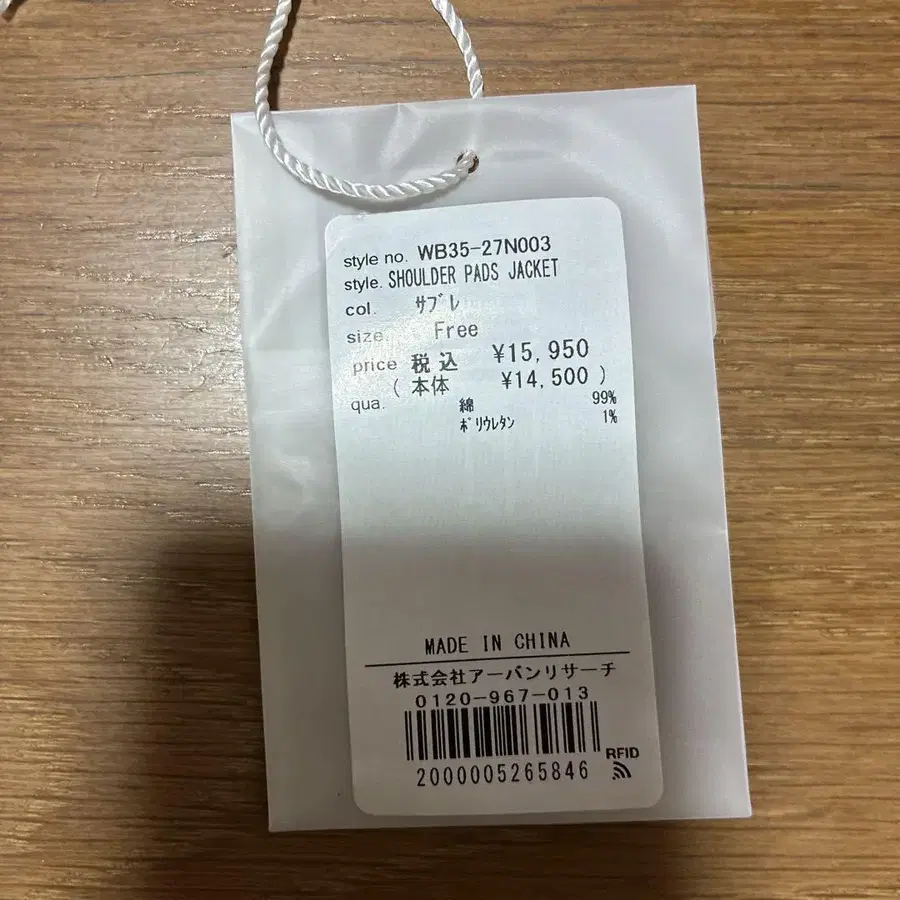 style no. WB35-27N003
style. SHOULDER PADS JACKET
col. ｻﾌﾞﾚ
size Free
price 税込 ¥15,950
( 本体 ¥14,500 )
qua. 綿 99%
ﾎﾟﾘｳﾚﾀﾝ 1%
MADE IN CHINA
株式会社アーバンリサーチ
0120-967-013
RFID
2000005265846